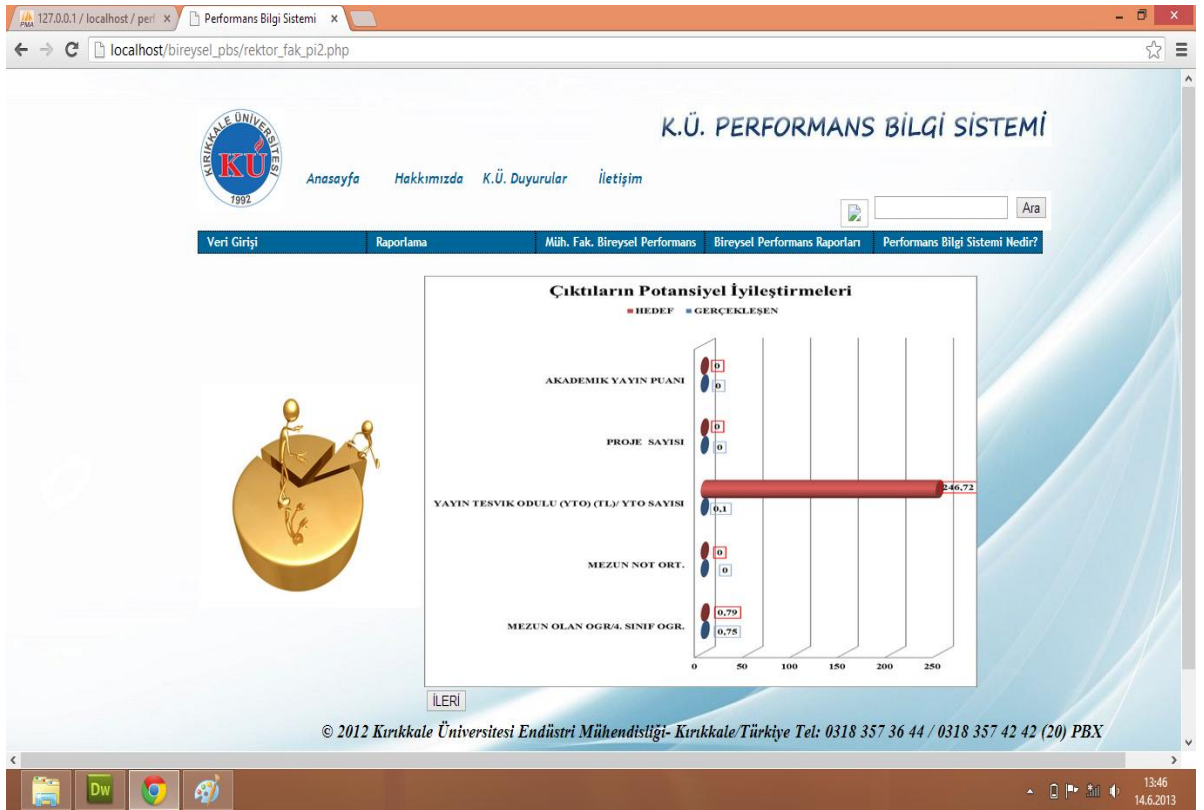 127.0.0.1 / localhost / perf
Performans Bilgi Sistemi
localhost/bireysel_pbs/rektor_fak_pi2.php
KIRIKKALE ÜNİVERSİTESİ
KÜ
1992
K.Ü. PERFORMANS BİLGİ SİSTEMİ
Anasayfa Hakkımızda K.Ü. Duyurular İletişim
Ara
Veri Girişi Raporlama Müh. Fak. Bireysel Performans Bireysel Performans Raporları Performans Bilgi Sistemi Nedir?
Çıktıların Potansiyel İyileştirmeleri
HEDEF GERÇEKLEŞEN
AKADEMIK YAYIN PUANI
0
0
PROJE SAYISI
0
0
YAYIN TESVIK ODULU (YTO) (TL)/ YTO SAYISI
246,72
0,1
MEZUN NOT ORT.
0
0
MEZUN OLAN OGR/4. SINIF OGR.
0,79
0,75
0 50 100 150 200 250
İLERİ
© 2012 Kırıkkale Üniversitesi Endüstri Mühendisliği- Kırıkkale/Türkiye Tel: 0318 357 36 44 / 0318 357 42 42 (20) PBX
Dw
13:46
14.6.2013